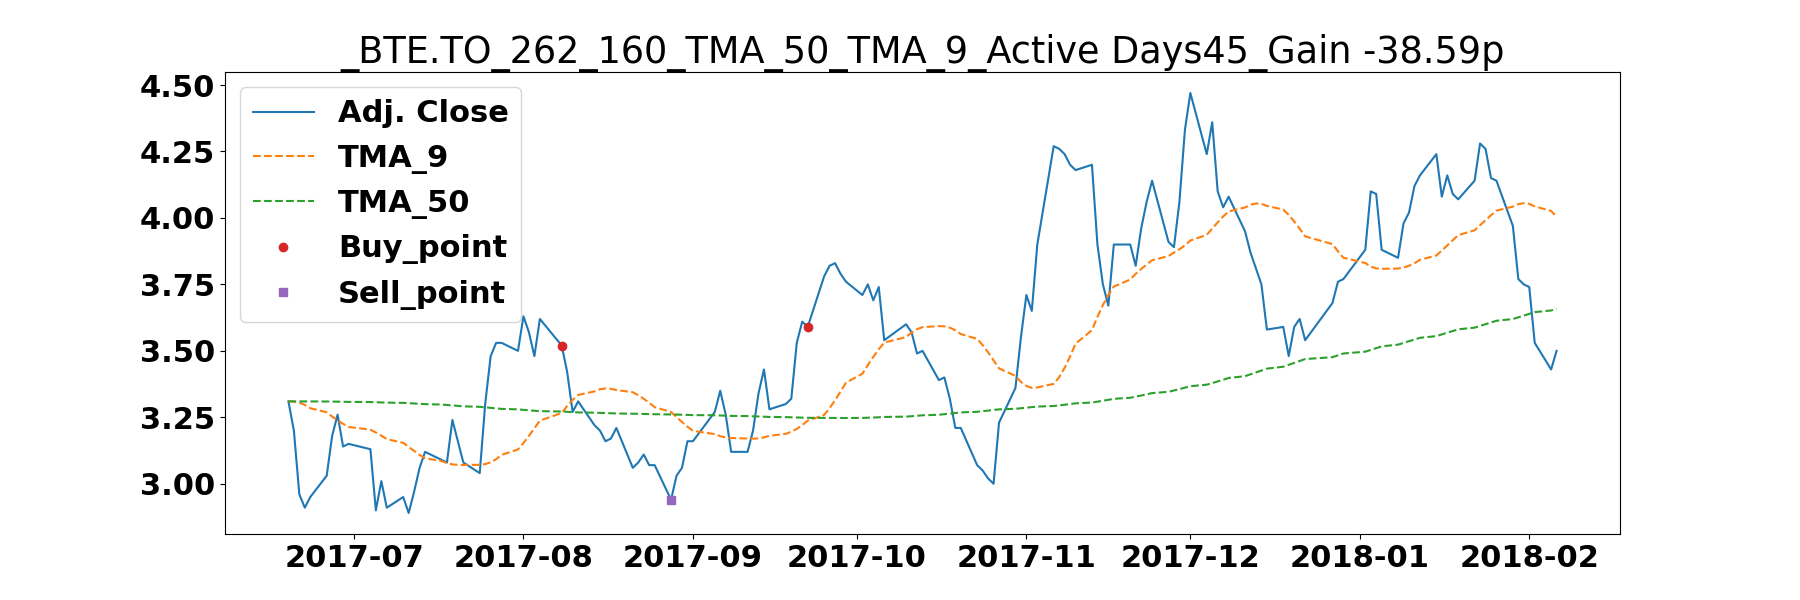 _BTE.TO_262_160_TMA_50_TMA_9_Active Days45_Gain -38.59p
4.50
4.25
4.00
3.75
3.50
3.25
3.00
Adj. Close
TMA_9
TMA_50
Buy_point
Sell_point
2017-07 2017-08 2017-09 2017-10 2017-11 2017-12 2018-01 2018-02